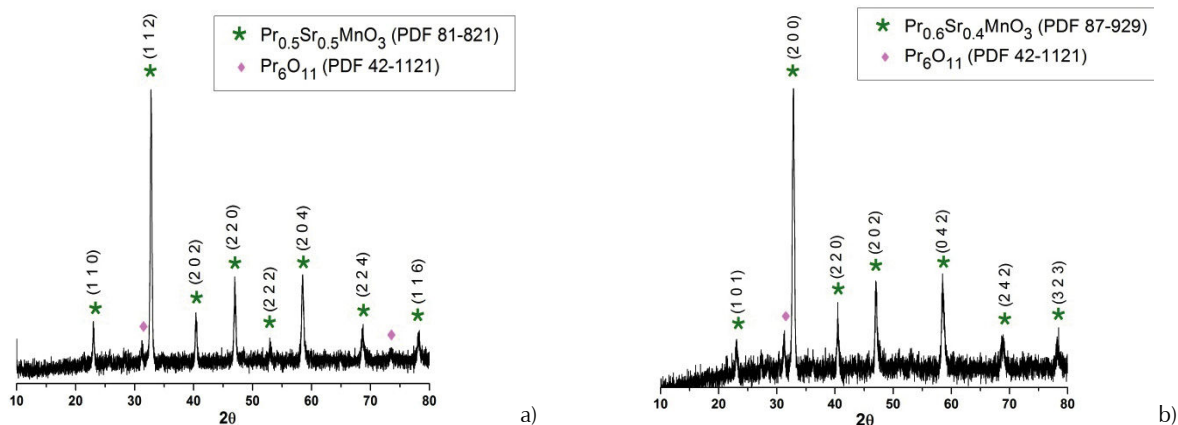 Pr0.5Sr0.5MnO3 (PDF 81-821)
Pr6O11 (PDF 42-1121)
(1 1 0)
(1 1 2)
(2 0 2)
(2 2 0)
(2 2 2)
(2 0 4)
(2 2 4)
(1 1 6)
10 20 30 40 50 60 70 80
2θ
a)
Pr0.6Sr0.4MnO3 (PDF 87-929)
Pr6O11 (PDF 42-1121)
(1 0 1)
(2 0 0)
(2 2 0)
(2 0 2)
(0 4 2)
(2 4 2)
(3 2 3)
10 20 30 40 50 60 70 80
2θ
b)